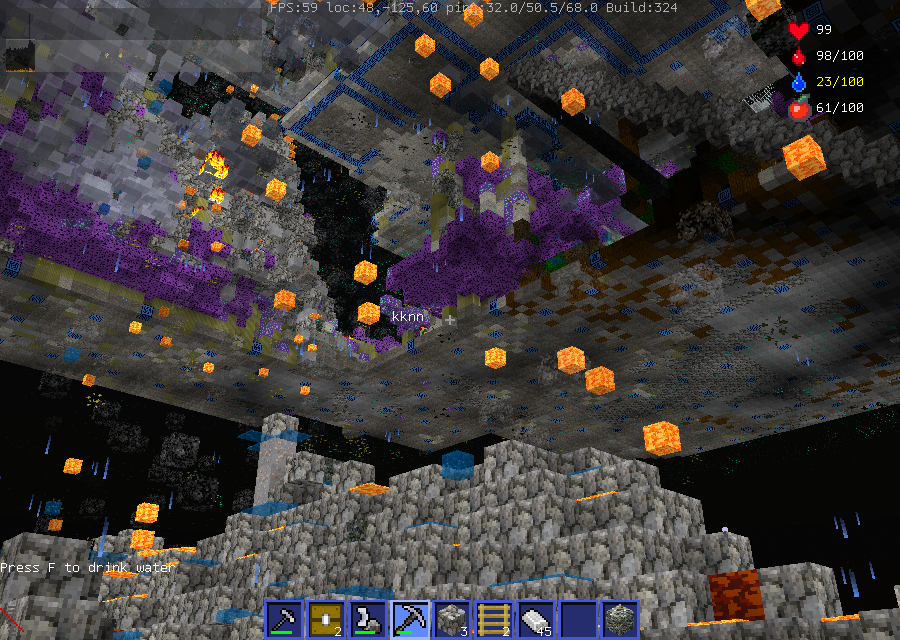 FPS:59 loc:48,-125,60 ping:32.0/50.5/68.0 Build:324
99
98/100
23/100
61/100
kknn
Press F to drink water
2
3
2
45